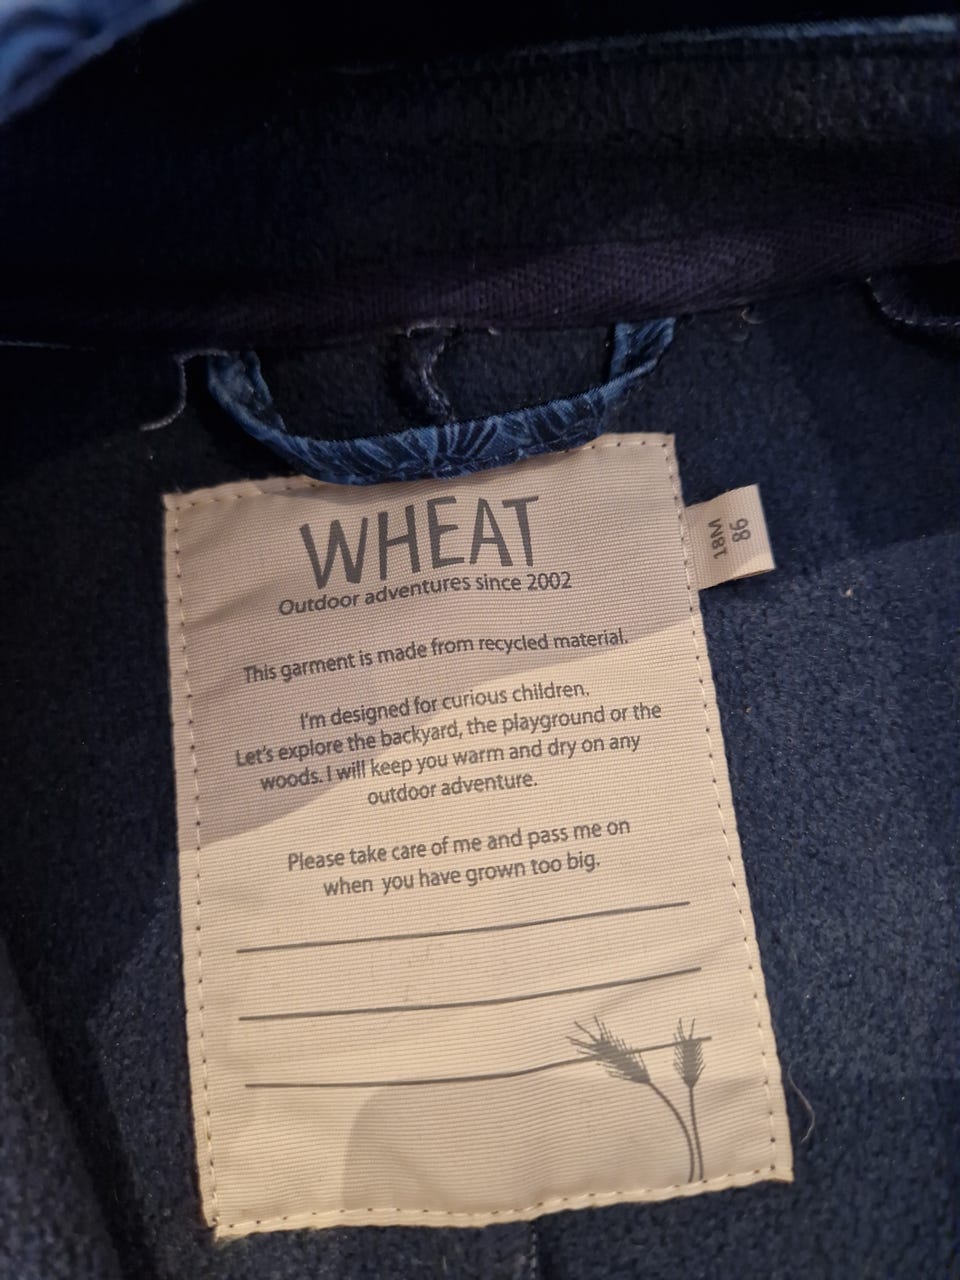 WHEAT
Outdoor adventures since 2002
18M
86
This garment is made from recycled material.
I'm designed for curious children.
Let's explore the backyard, the playground or the
woods. I will keep you warm and dry on any
outdoor adventure.
Please take care of me and pass me on
when you have grown too big.